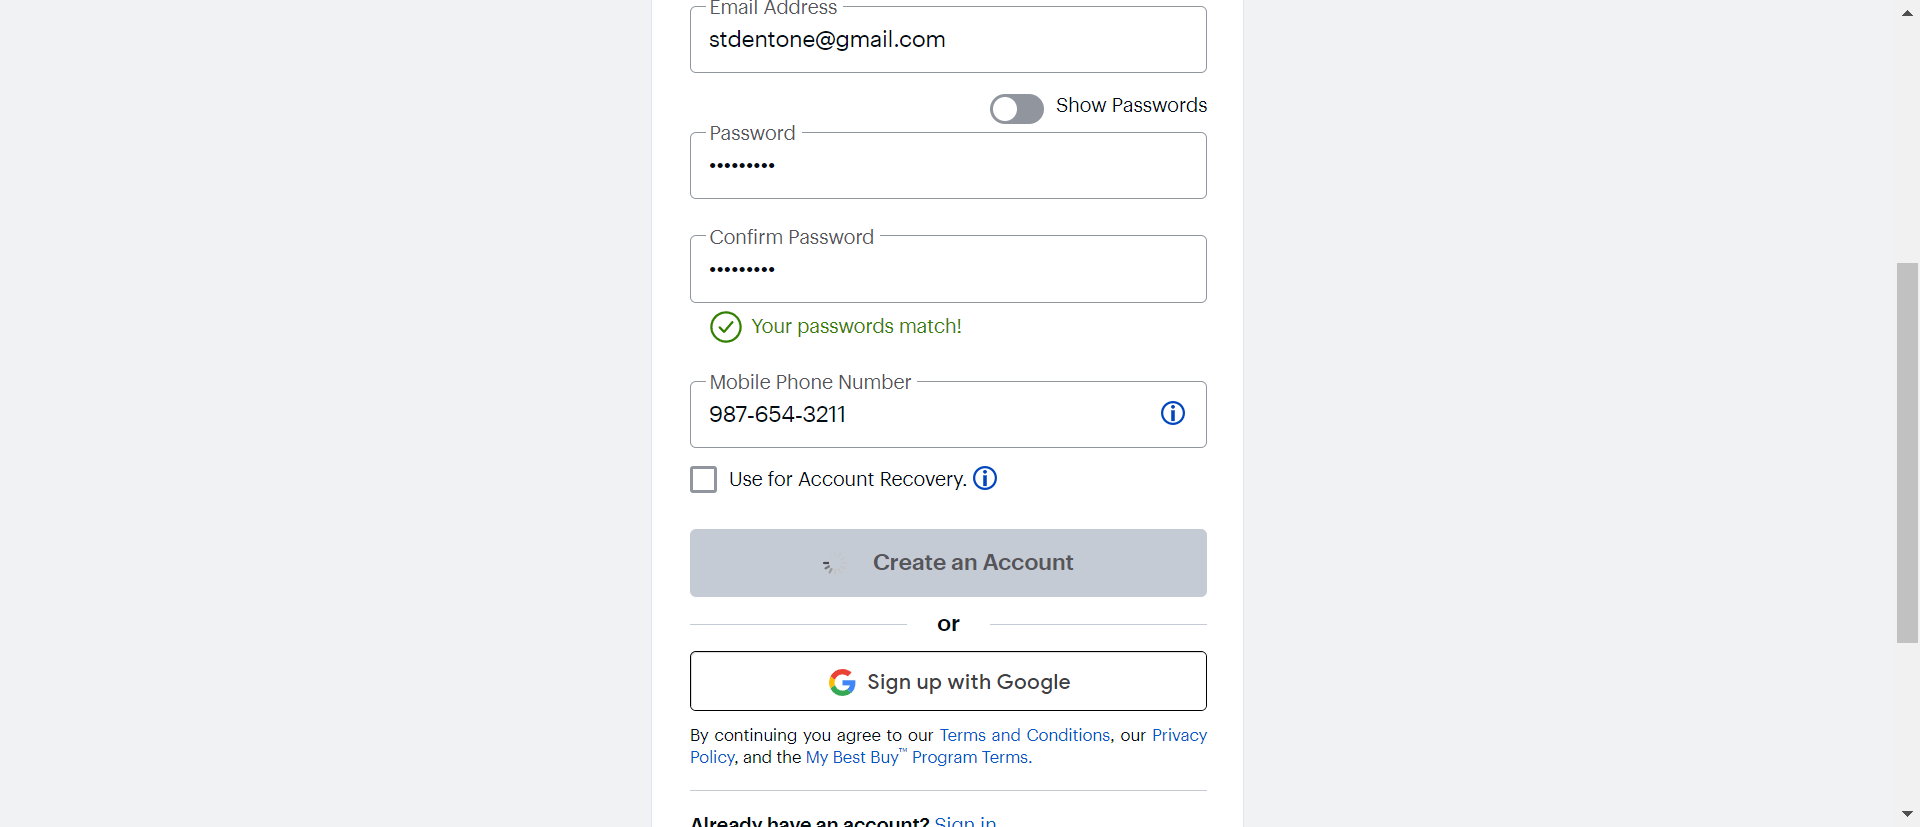 Email Address
stdentone@gmail.com
Show Passwords
Password
•••••••••
Confirm Password
•••••••••
Your passwords match!
Mobile Phone Number
987-654-3211
Use for Account Recovery.
Create an Account
or
Sign up with Google
By continuing you agree to our Terms and Conditions, our Privacy
Policy, and the My Best Buy™ Program Terms.
Already have an account? Sign in